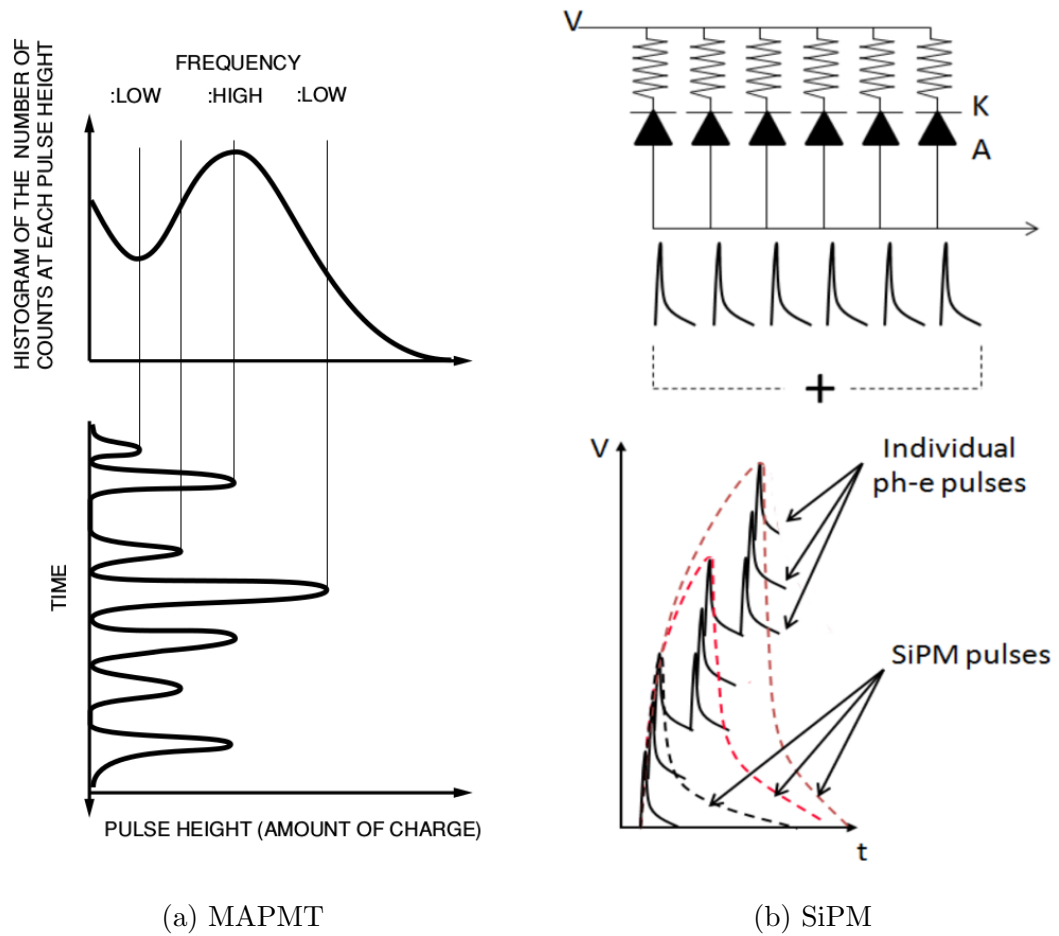 FREQUENCY
:LOW :HIGH :LOW
HISTOGRAM OF THE NUMBER OF
COUNTS AT EACH PULSE HEIGHT
TIME
PULSE HEIGHT (AMOUNT OF CHARGE)
(a) MAPMT
V
K
A
+
V
Individual
ph-e pulses
SiPM pulses
t
(b) SiPM